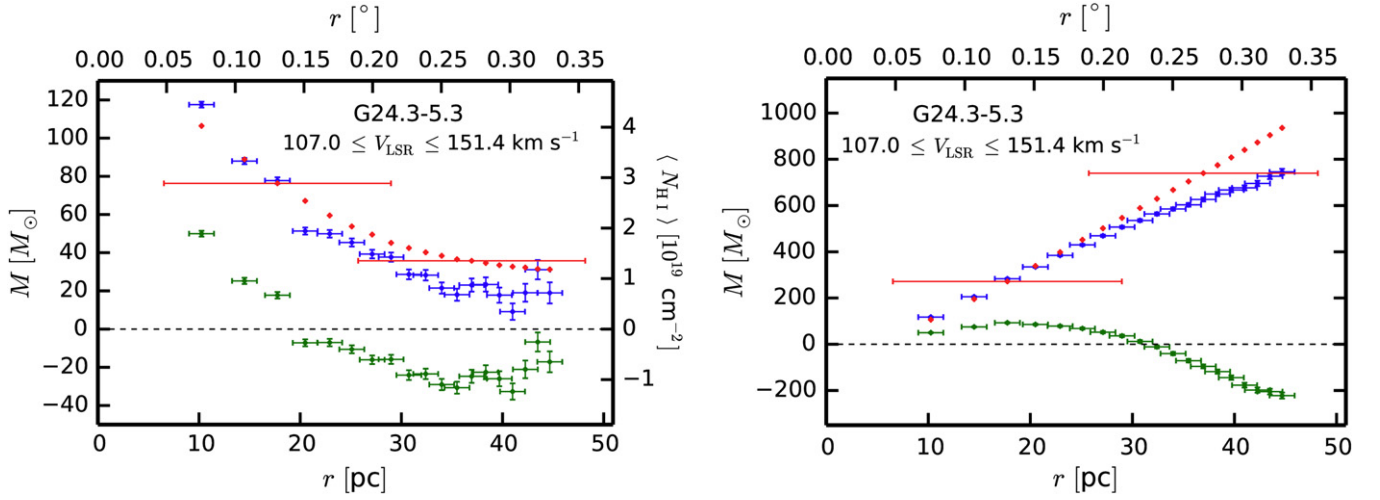 r [°]
0.00 0.05 0.10 0.15 0.20 0.25 0.30 0.35
G24.3-5.3
107.0 ≤ V_LSR ≤ 151.4 km s⁻¹
120
100
80
60
40
20
0
−20
−40
M [M☉]
4
3
2
1
0
−1
⟨ N_H I ⟩ [10¹⁹ cm⁻²]
0 10 20 30 40 50
r [pc]
r [°]
0.00 0.05 0.10 0.15 0.20 0.25 0.30 0.35
G24.3-5.3
107.0 ≤ V_LSR ≤ 151.4 km s⁻¹
1000
800
600
400
200
0
−200
M [M☉]
0 10 20 30 40 50
r [pc]